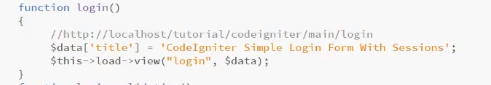 function login()
{
//http://localhost/tutorial/codeigniter/main/login
$data['title'] = 'CodeIgniter Simple Login Form With Sessions';
$this->load->view("login", $data);
}